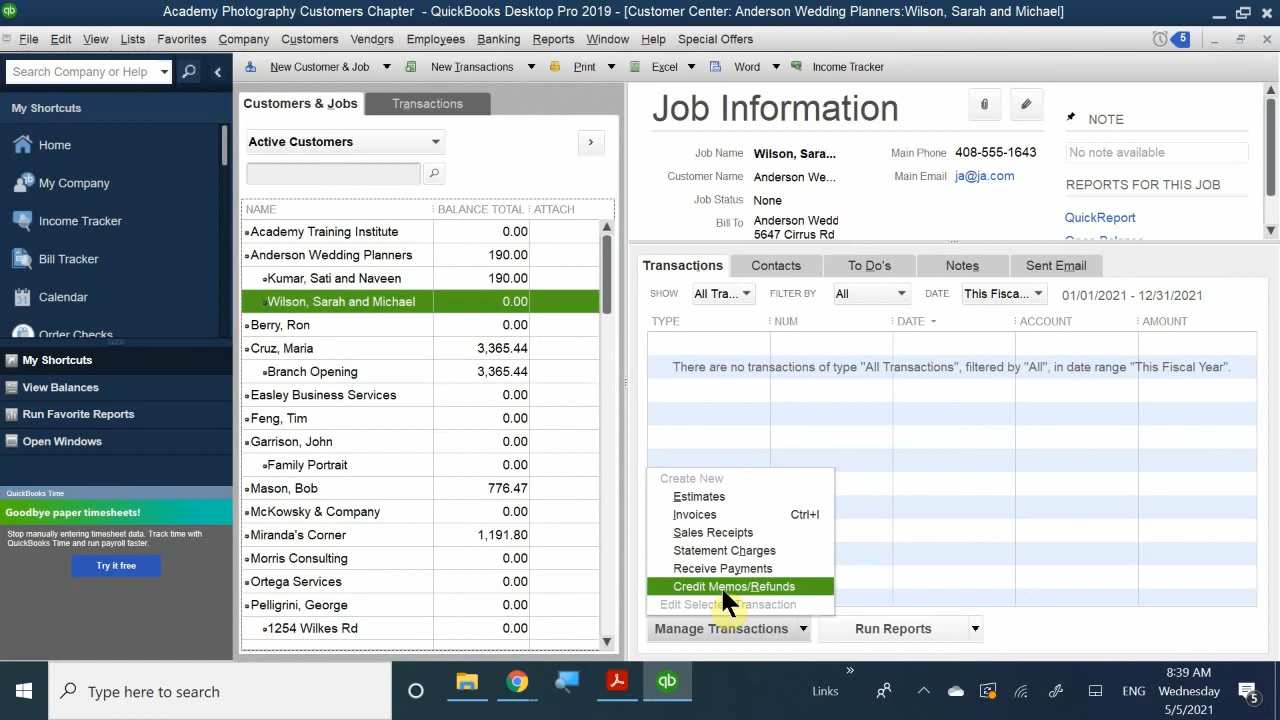 Academy Photography Customers Chapter - QuickBooks Desktop Pro 2019 - [Customer Center: Anderson Wedding Planners:Wilson, Sarah and Michael]
File Edit View Lists Favorites Company Customers Vendors Employees Banking Reports Window Help Special Offers 5
Search Company or Help
New Customer & Job New Transactions Print Excel Word Income Tracker
My Shortcuts
Home
My Company
Income Tracker
Bill Tracker
Calendar
Order Checks
My Shortcuts
View Balances
Run Favorite Reports
Open Windows
QuickBooks Time
Goodbye paper timesheets!
Stop manually entering timesheet data. Track time with
QuickBooks Time and run payroll faster.
Try it free
Customers & Jobs Transactions
Active Customers
NAME BALANCE TOTAL ATTACH
Academy Training Institute 0.00
Anderson Wedding Planners 190.00
Kumar, Sati and Naveen 190.00
Wilson, Sarah and Michael 0.00
Berry, Ron 0.00
Cruz, Maria 3,365.44
Branch Opening 3,365.44
Easley Business Services 0.00
Feng, Tim 0.00
Garrison, John 0.00
Family Portrait 0.00
Mason, Bob 776.47
McKowsky & Company 0.00
Miranda's Corner 1,191.80
Morris Consulting 0.00
Ortega Services 0.00
Pelligrini, George 0.00
1254 Wilkes Rd 0.00
Job Information
Job Name Wilson, Sara...
Customer Name Anderson We...
Job Status None
Bill To Anderson Wedd
5647 Cirrus Rd
Main Phone 408-555-1643
Main Email ja@ja.com
NOTE
No note available
REPORTS FOR THIS JOB
QuickReport
Open Balance
Transactions Contacts To Do's Notes Sent Email
SHOW All Tra... FILTER BY All DATE This Fisca... 01/01/2021 - 12/31/2021
TYPE NUM DATE ACCOUNT AMOUNT
There are no transactions of type "All Transactions", filtered by "All", in date range "This Fiscal Year".
Create New
Estimates
Invoices Ctrl+I
Sales Receipts
Statement Charges
Receive Payments
Credit Memos/Refunds
Edit Selected Transaction
Manage Transactions Run Reports
Type here to search
qb
Links
ENG
8:39 AM
Wednesday
5/5/2021
5